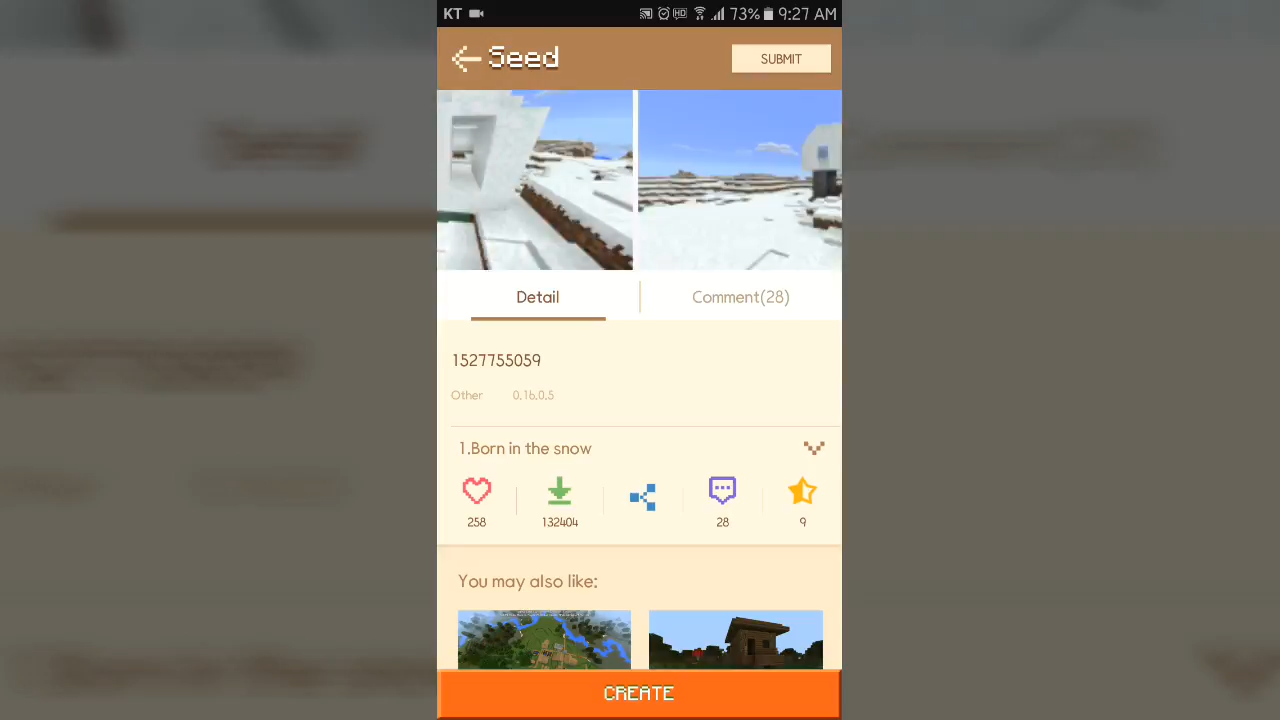 KT 73% 9:27 AM
Seed
SUBMIT
Detail
Comment(28)
1527755059
Other 0.16.0.5
1.Born in the snow
258 132404 28 9
You may also like:
CREATE